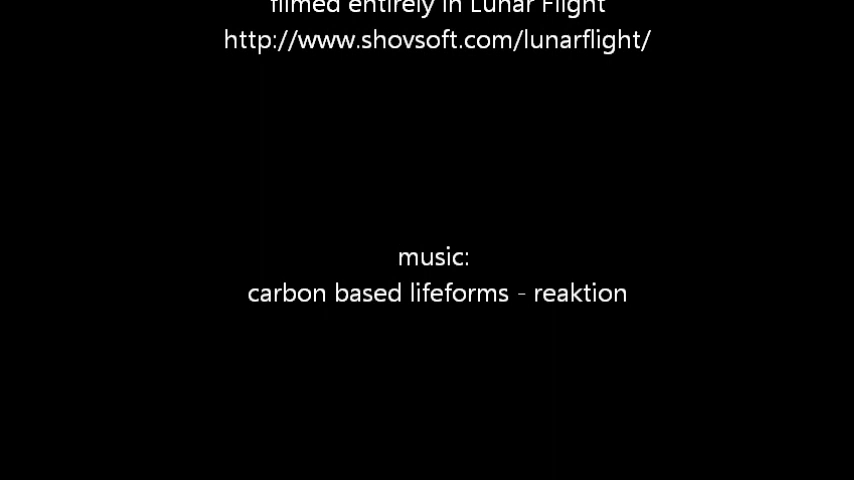 filmed entirely in Lunar Flight
http://www.shovsoft.com/lunarflight/
music:
carbon based lifeforms - reaktion